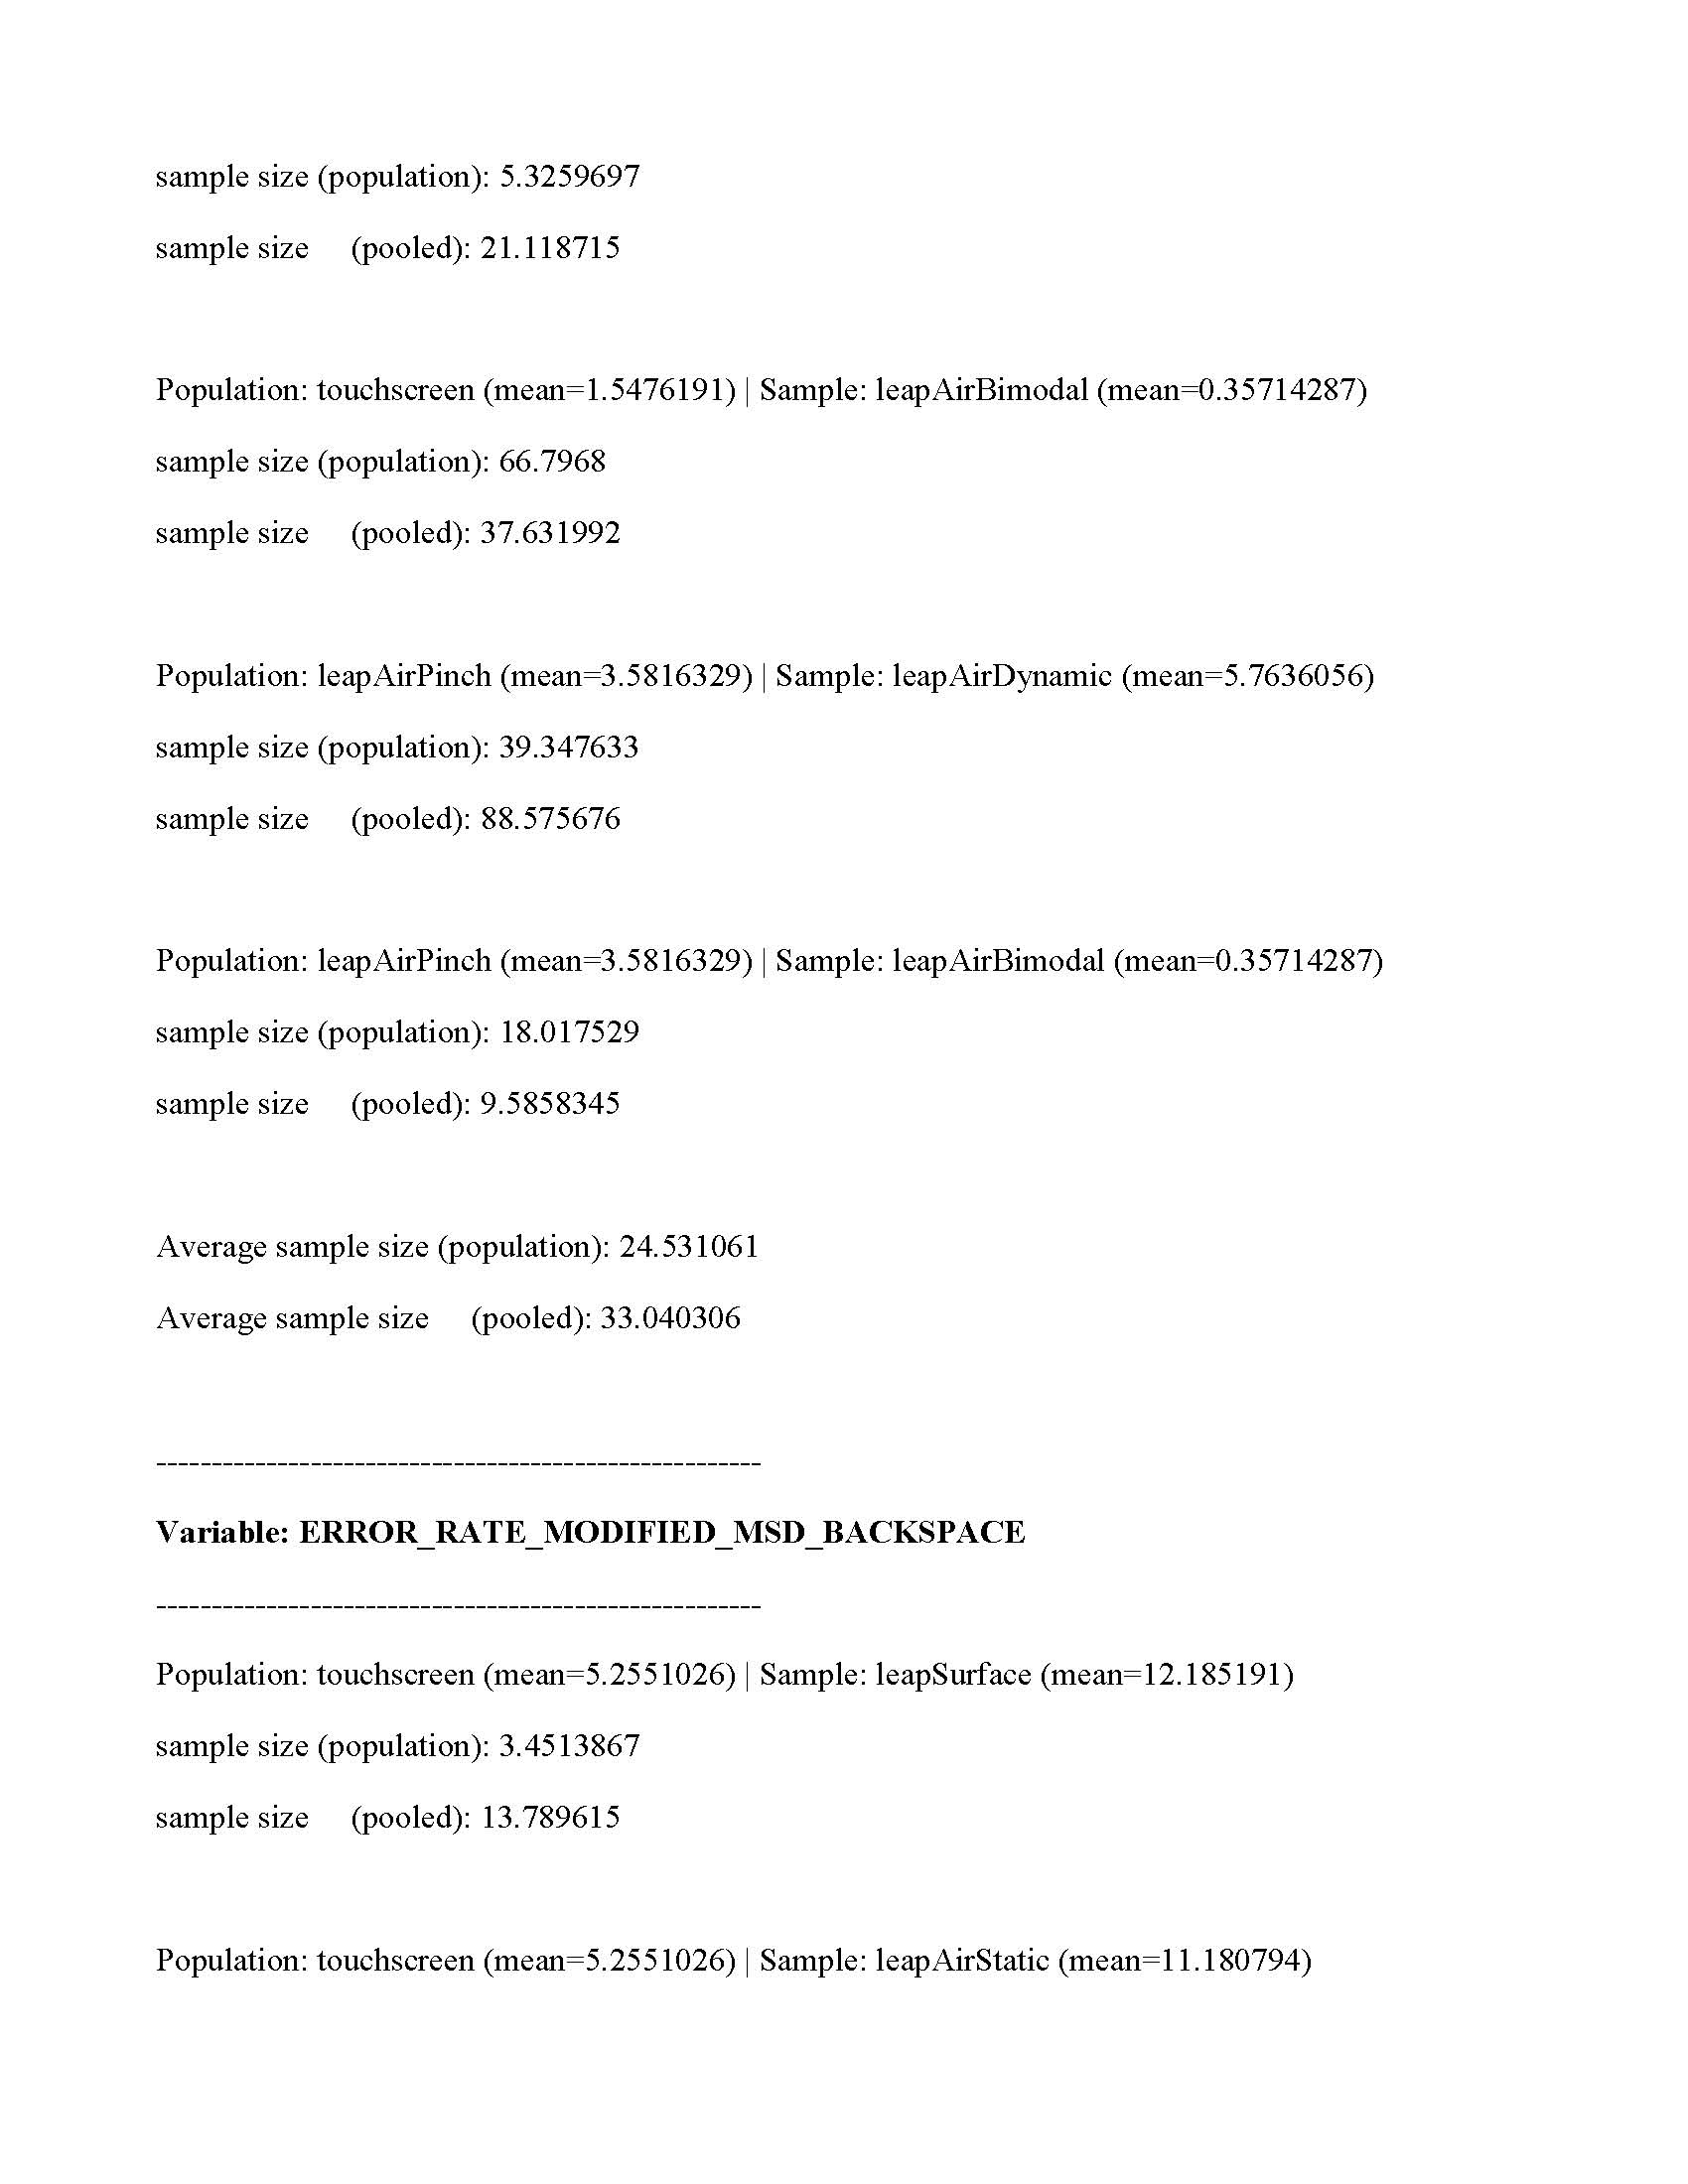 sample size (population): 5.3259697
sample size     (pooled): 21.118715
Population: touchscreen (mean=1.5476191) | Sample: leapAirBimodal (mean=0.35714287)
sample size (population): 66.7968
sample size     (pooled): 37.631992
Population: leapAirPinch (mean=3.5816329) | Sample: leapAirDynamic (mean=5.7636056)
sample size (population): 39.347633
sample size     (pooled): 88.575676
Population: leapAirPinch (mean=3.5816329) | Sample: leapAirBimodal (mean=0.35714287)
sample size (population): 18.017529
sample size     (pooled): 9.5858345
Average sample size (population): 24.531061
Average sample size     (pooled): 33.040306
-------------------------------------------------------
Variable: ERROR_RATE_MODIFIED_MSD_BACKSPACE
-------------------------------------------------------
Population: touchscreen (mean=5.2551026) | Sample: leapSurface (mean=12.185191)
sample size (population): 3.4513867
sample size     (pooled): 13.789615
Population: touchscreen (mean=5.2551026) | Sample: leapAirStatic (mean=11.180794)